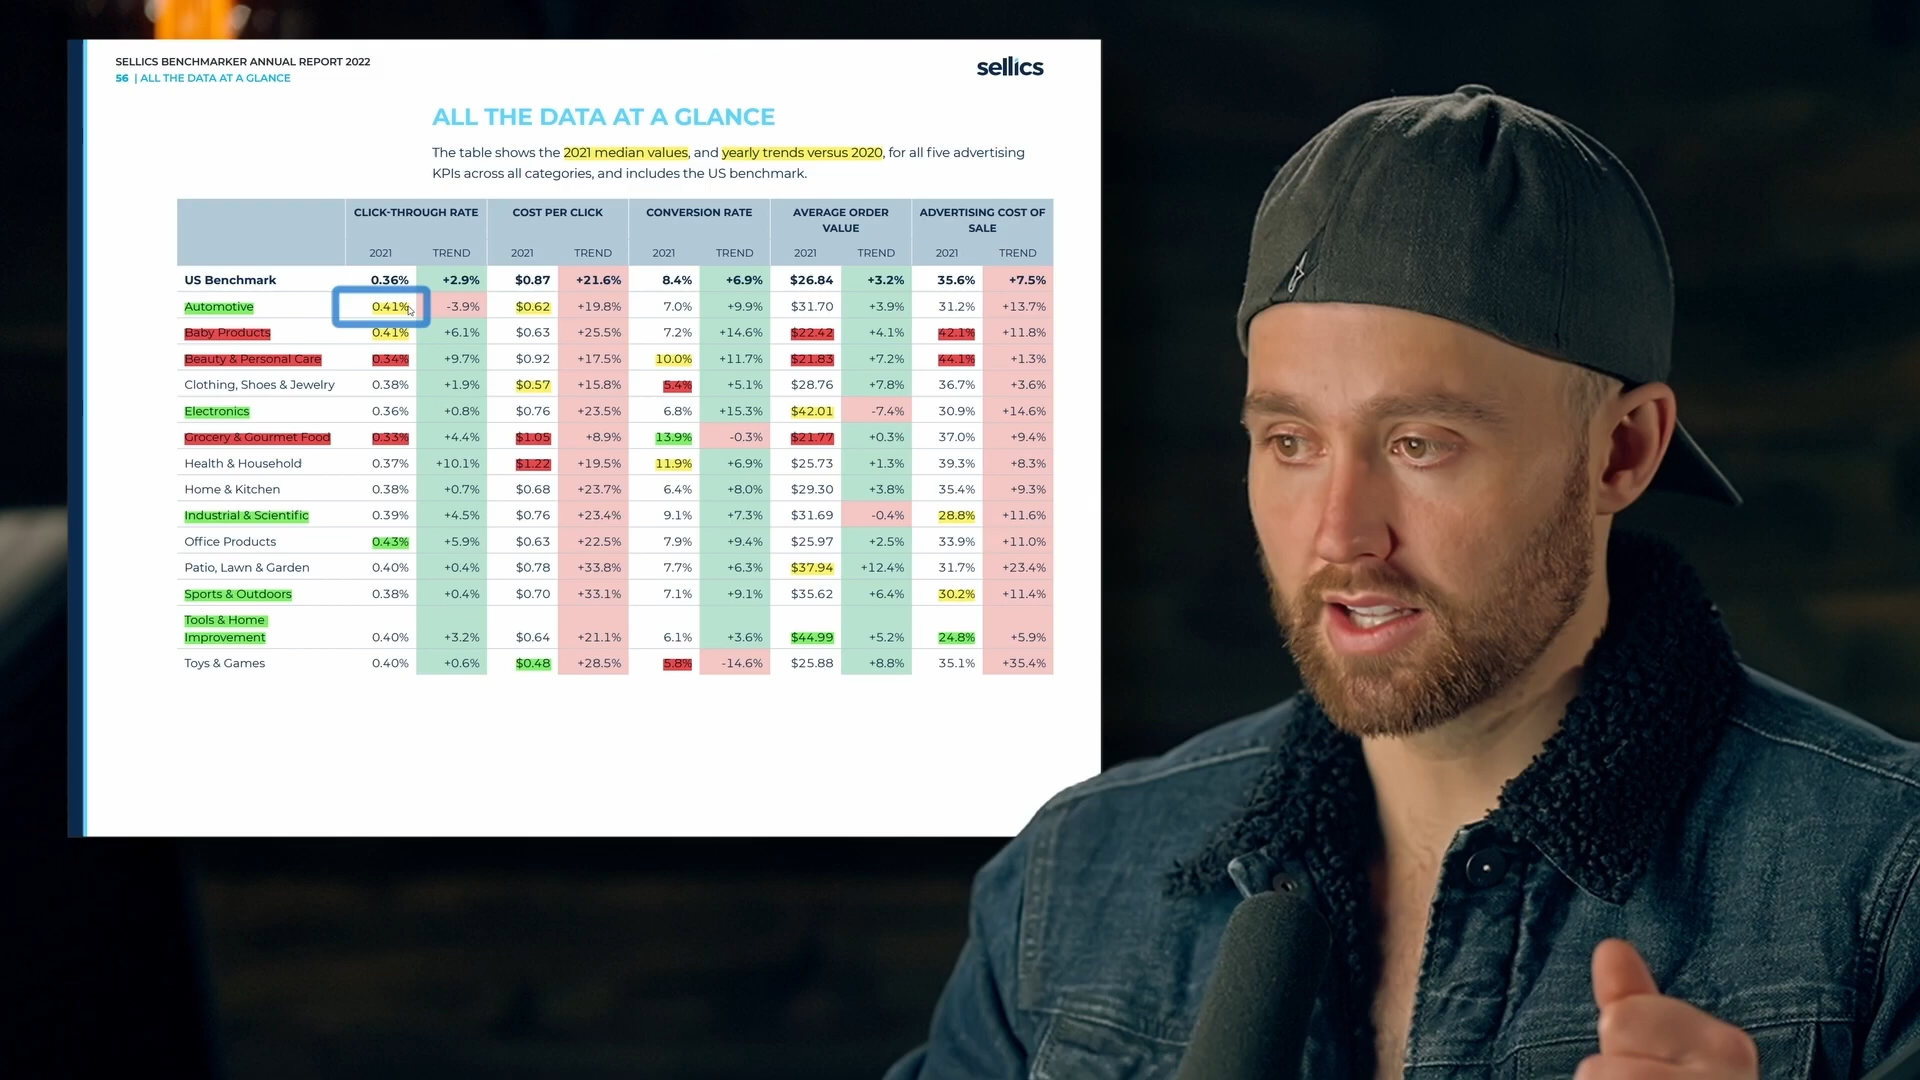 SELLICS BENCHMARKER ANNUAL REPORT 2022
56 | ALL THE DATA AT A GLANCE
sellics
ALL THE DATA AT A GLANCE
The table shows the 2021 median values, and yearly trends versus 2020, for all five advertising
KPIs across all categories, and includes the US benchmark.
CLICK-THROUGH RATE COST PER CLICK CONVERSION RATE AVERAGE ORDER VALUE ADVERTISING COST OF SALE
2021 TREND 2021 TREND 2021 TREND 2021 TREND 2021 TREND
US Benchmark 0.36% +2.9% $0.87 +21.6% 8.4% +6.9% $26.84 +3.2% 35.6% +7.5%
Automotive 0.41% -3.9% $0.62 +19.8% 7.0% +9.9% $31.70 +3.9% 31.2% +13.7%
Baby Products 0.41% +6.1% $0.63 +25.5% 7.2% +14.6% $22.42 +4.1% 42.1% +11.8%
Beauty & Personal Care 0.34% +9.7% $0.92 +17.5% 10.0% +11.7% $21.83 +7.2% 44.1% +1.3%
Clothing, Shoes & Jewelry 0.38% +1.9% $0.57 +15.8% 5.4% +5.1% $28.76 +7.8% 36.7% +3.6%
Electronics 0.36% +0.8% $0.76 +23.5% 6.8% +15.3% $42.01 -7.4% 30.9% +14.6%
Grocery & Gourmet Food 0.33% +4.4% $1.05 +8.9% 13.9% -0.3% $21.77 +0.3% 37.0% +9.4%
Health & Household 0.37% +10.1% $1.22 +19.5% 11.9% +6.9% $25.73 +1.3% 39.3% +8.3%
Home & Kitchen 0.38% +0.7% $0.68 +23.7% 6.4% +8.0% $29.30 +3.8% 35.4% +9.3%
Industrial & Scientific 0.39% +4.5% $0.76 +23.4% 9.1% +7.3% $31.69 -0.4% 28.8% +11.6%
Office Products 0.43% +5.9% $0.63 +22.5% 7.9% +9.4% $25.97 +2.5% 33.9% +11.0%
Patio, Lawn & Garden 0.40% +0.4% $0.78 +33.8% 7.7% +6.3% $37.94 +12.4% 31.7% +23.4%
Sports & Outdoors 0.38% +0.4% $0.70 +33.1% 7.1% +9.1% $35.62 +6.4% 30.2% +11.4%
Tools & Home
Improvement 0.40% +3.2% $0.64 +21.1% 6.1% +3.6% $44.99 +5.2% 24.8% +5.9%
Toys & Games 0.40% +0.6% $0.48 +28.5% 5.8% -14.6% $25.88 +8.8% 35.1% +35.4%